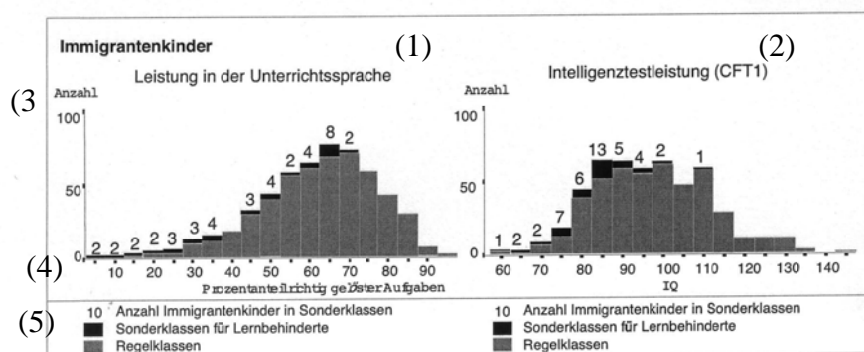 (1)
(2)
Immigrantenkinder
Leistung in der Unterrichtssprache
Intelligenztestleistung (CFT1)
(3
Anzahl
100
50
0
2 2 2 2 3 3 4 3 4 2 4 8 2
10 20 30 40 50 60 70 80 90
Prozentanteilrichtig gelöster Aufgaben
Anzahl
100
50
0
1 2 2 7 6 13 5 4 2 1
60 70 80 90 100 110 120 130 140
IQ
(4)
(5)
10 Anzahl Immigrantenkinder in Sonderklassen
Sonderklassen für Lernbehinderte
Regelklassen
10 Anzahl Immigrantenkinder in Sonderklassen
Sonderklassen für Lernbehinderte
Regelklassen